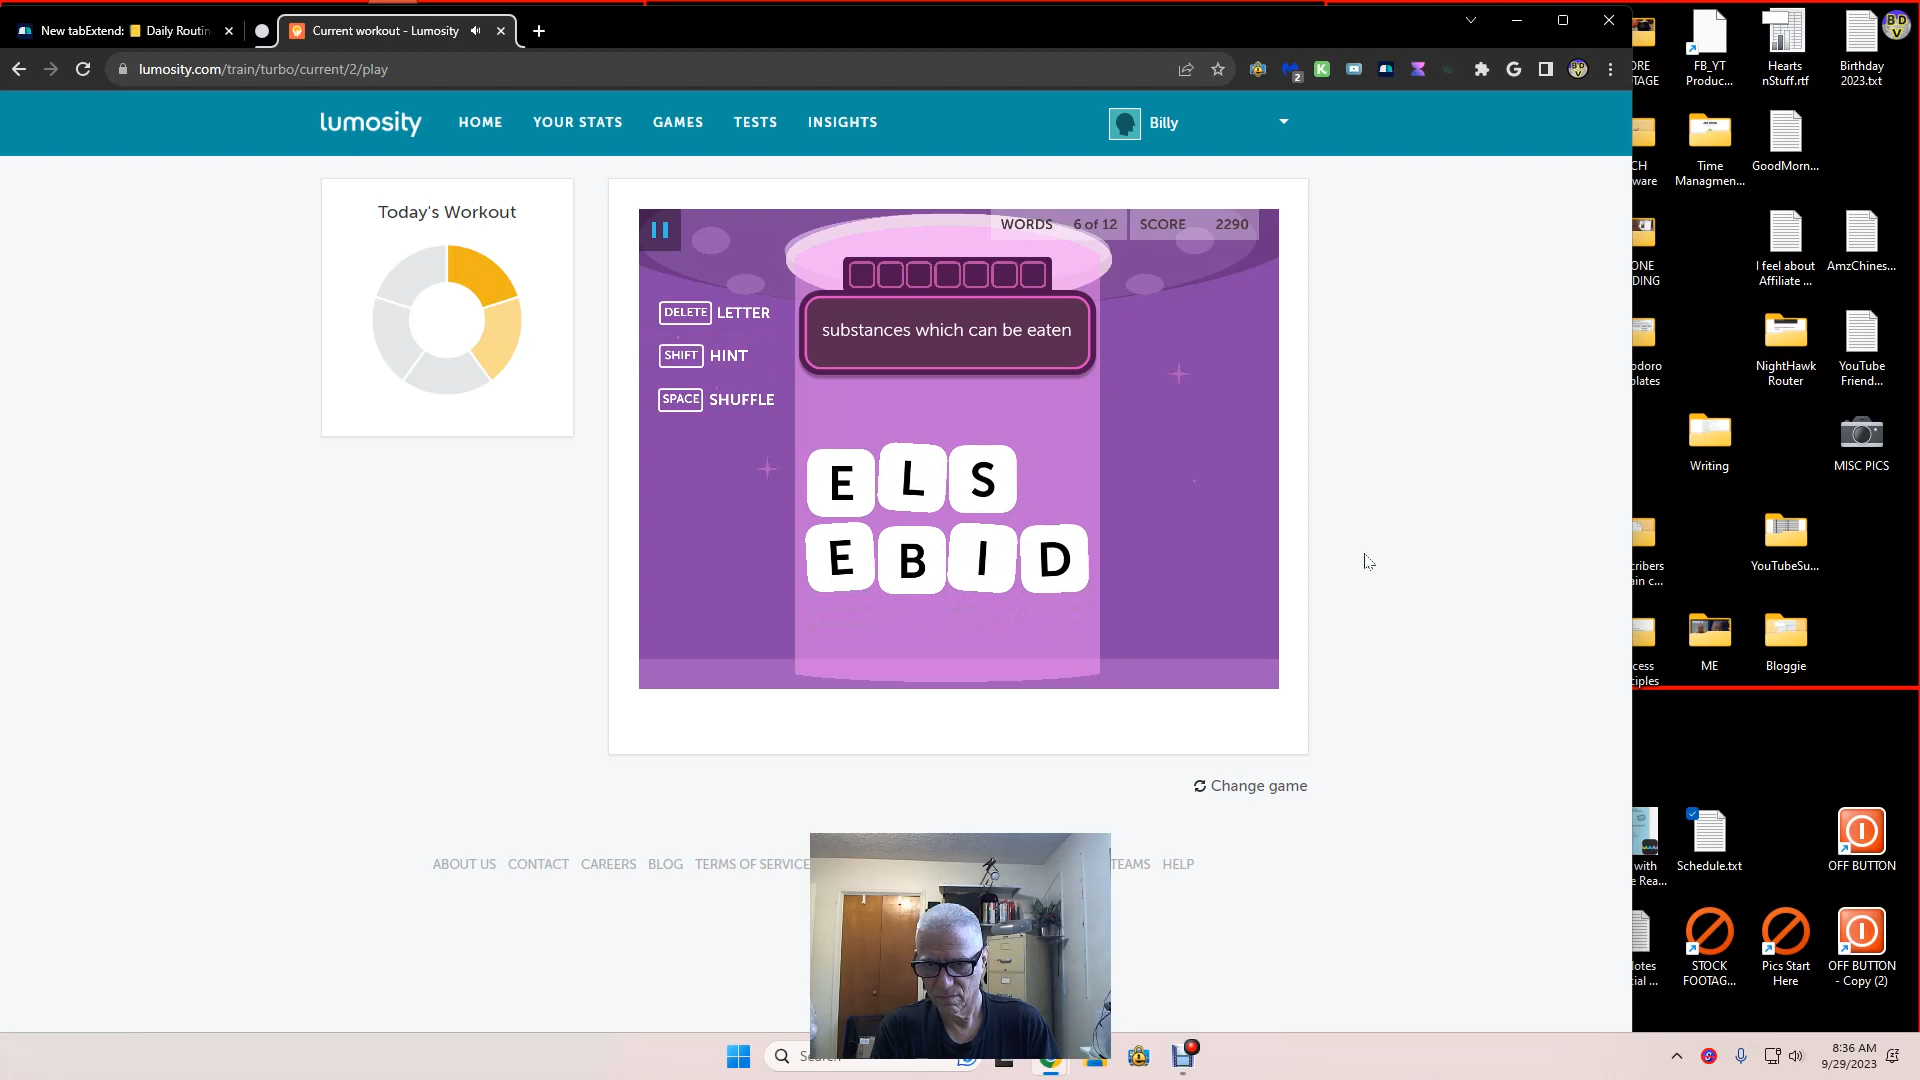 New tabExtend: Daily Routin
Current workout - Lumosity
lumosity.com/train/turbo/current/2/play
2
lumosity
HOME
YOUR STATS
GAMES
TESTS
INSIGHTS
Billy
Today's Workout
WORDS 6 of 12
SCORE 2290
DELETE LETTER
SHIFT HINT
SPACE SHUFFLE
substances which can be eaten
E L S
E B I D
Change game
ABOUT US
CONTACT
CAREERS
BLOG
TERMS OF SERVICE
TEAMS
HELP
FB_YT
Produc...
Hearts
nStuff.rtf
Birthday
2023.txt
BD
V
Time
Managmen...
GoodMorn...
I feel about
Affiliate ...
AmzChines...
NightHawk
Router
YouTube
Friend...
Writing
MISC PICS
YouTubeSu...
ME
Bloggie
Schedule.txt
OFF BUTTON
STOCK
FOOTAG...
Pics Start
Here
OFF BUTTON
- Copy (2)
8:36 AM
9/29/2023